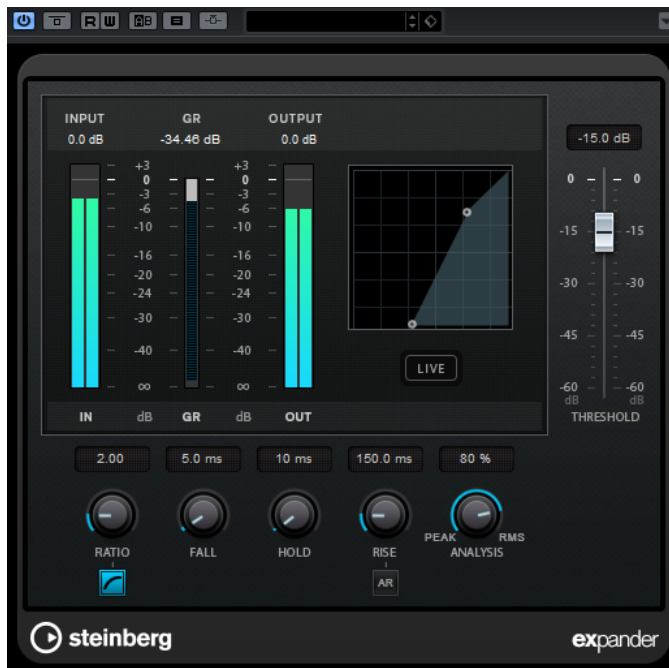 R W AB
INPUT GR OUTPUT
0.0 dB -34.46 dB 0.0 dB
-15.0 dB
+3 +3
0 0
-3 -3
-6 -6
-10 -10
-16 -16
-20 -20
-24 -24
-30 -30
-40 -40
∞ ∞
0 0
-15 -15
-30 -30
-45 -45
-60 -60
dB dB
THRESHOLD
LIVE
IN dB GR dB OUT
2.00 5.0 ms 10 ms 150.0 ms 80 %
PEAK RMS
RATIO FALL HOLD RISE ANALYSIS
AR
steinberg expander